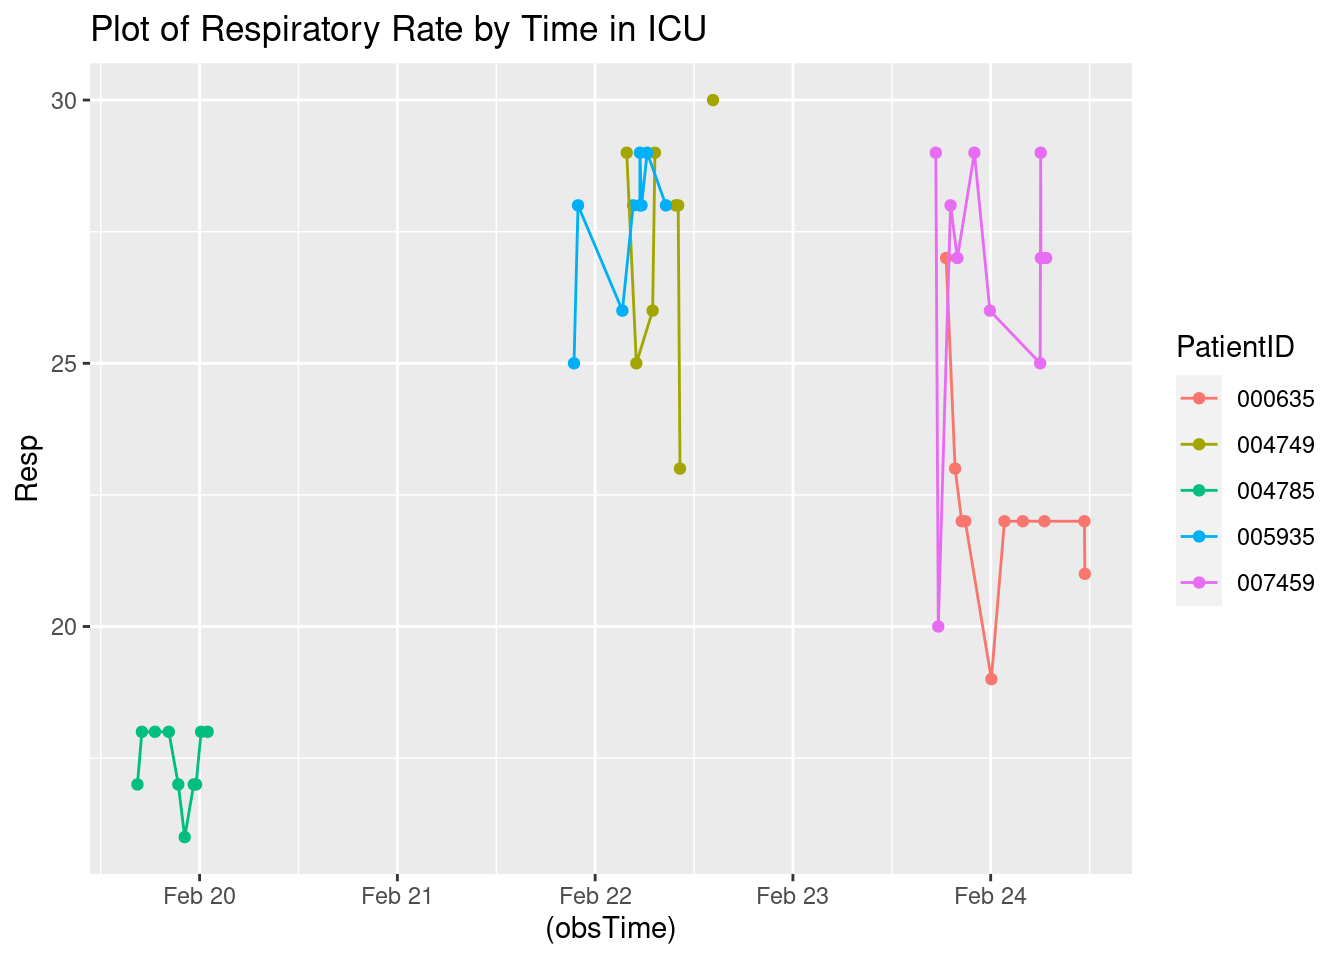 Plot of Respiratory Rate by Time in ICU
30
25
20
Resp
Feb 20
Feb 21
Feb 22
Feb 23
Feb 24
(obsTime)
PatientID
000635
004749
004785
005935
007459